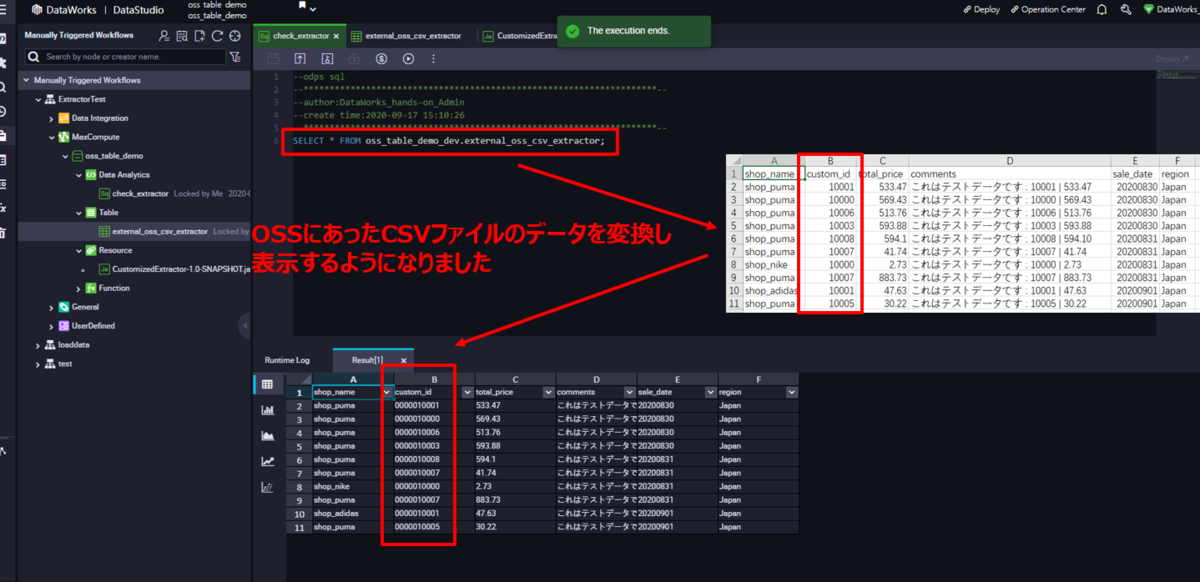 DataWorks | DataStudio
oss table demo
oss_table_demo
Deploy
Operation Center
DataWorks_
Manually Triggered Workflows
check_extractor ×
external_oss_csv_extractor
CustomizedExtra
The execution ends.
Search by node or creator name.
Deploy
Manually Triggered Workflows
ExtractorTest
Data Integration
MaxCompute
oss_table_demo
Data Analytics
check_extractor Locked by Me 2020-0
Table
external_oss_csv_extractor Locked by
Resource
CustomizedExtractor-1.0-SNAPSHOT.ja
Function
General
UserDefined
loaddata
test
1 --odps sql
2
3 --author:DataWorks_hands-on_Admin
4 --create time:2020-09-17 15:10:26
5
6 SELECT * FROM oss_table_demo_dev.external_oss_csv_extractor;
OSSにあったCSVファイルのデータを変換し
表示するようになりました
A B C D E F
1 shop_name custom_id total_price comments sale_date region
2 shop_puma 10001 533.47 これはテストデータです : 10001 | 533.47 20200830 Japan
3 shop_puma 10000 569.43 これはテストデータです : 10000 | 569.43 20200830 Japan
4 shop_puma 10006 513.76 これはテストデータです : 10006 | 513.76 20200830 Japan
5 shop_puma 10003 593.88 これはテストデータです : 10003 | 593.88 20200830 Japan
6 shop_puma 10008 594.1 これはテストデータです : 10008 | 594.10 20200831 Japan
7 shop_puma 10007 41.74 これはテストデータです : 10007 | 41.74 20200831 Japan
8 shop_nike 10000 2.73 これはテストデータです : 10000 | 2.73 20200831 Japan
9 shop_puma 10007 883.73 これはテストデータです : 10007 | 883.73 20200831 Japan
10 shop_adidas 10001 47.63 これはテストデータです : 10001 | 47.63 20200901 Japan
11 shop_puma 10005 30.22 これはテストデータです : 10005 | 30.22 20200901 Japan
Runtime Log Result[1] ×
A B C D E F
1 shop_name custom_id total_price comments sale_date region
2 shop_puma 0000010001 533.47 これはテストデータで 20200830 Japan
3 shop_puma 0000010000 569.43 これはテストデータで 20200830 Japan
4 shop_puma 0000010006 513.76 これはテストデータで 20200830 Japan
5 shop_puma 0000010003 593.88 これはテストデータで 20200830 Japan
6 shop_puma 0000010008 594.1 これはテストデータで 20200831 Japan
7 shop_puma 0000010007 41.74 これはテストデータで 20200831 Japan
8 shop_nike 0000010000 2.73 これはテストデータで 20200831 Japan
9 shop_puma 0000010007 883.73 これはテストデータで 20200831 Japan
10 shop_adidas 0000010001 47.63 これはテストデータで 20200901 Japan
11 shop_puma 0000010005 30.22 これはテストデータで 20200901 Japan